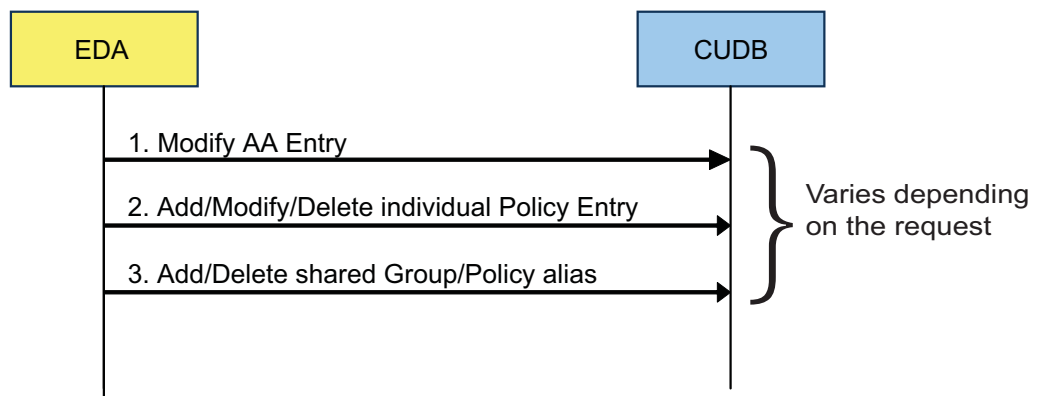 EDA
CUDB
1. Modify AA Entry
2. Add/Modify/Delete individual Policy Entry
3. Add/Delete shared Group/Policy alias
Varies depending
on the request